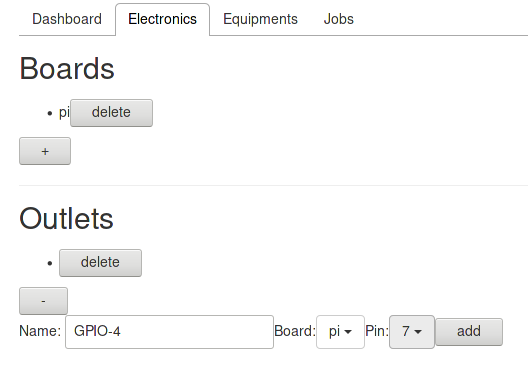 Dashboard Electronics Equipments Jobs
Boards
• pi delete
+
Outlets
• delete
-
Name: GPIO-4 Board: pi Pin: 7 add